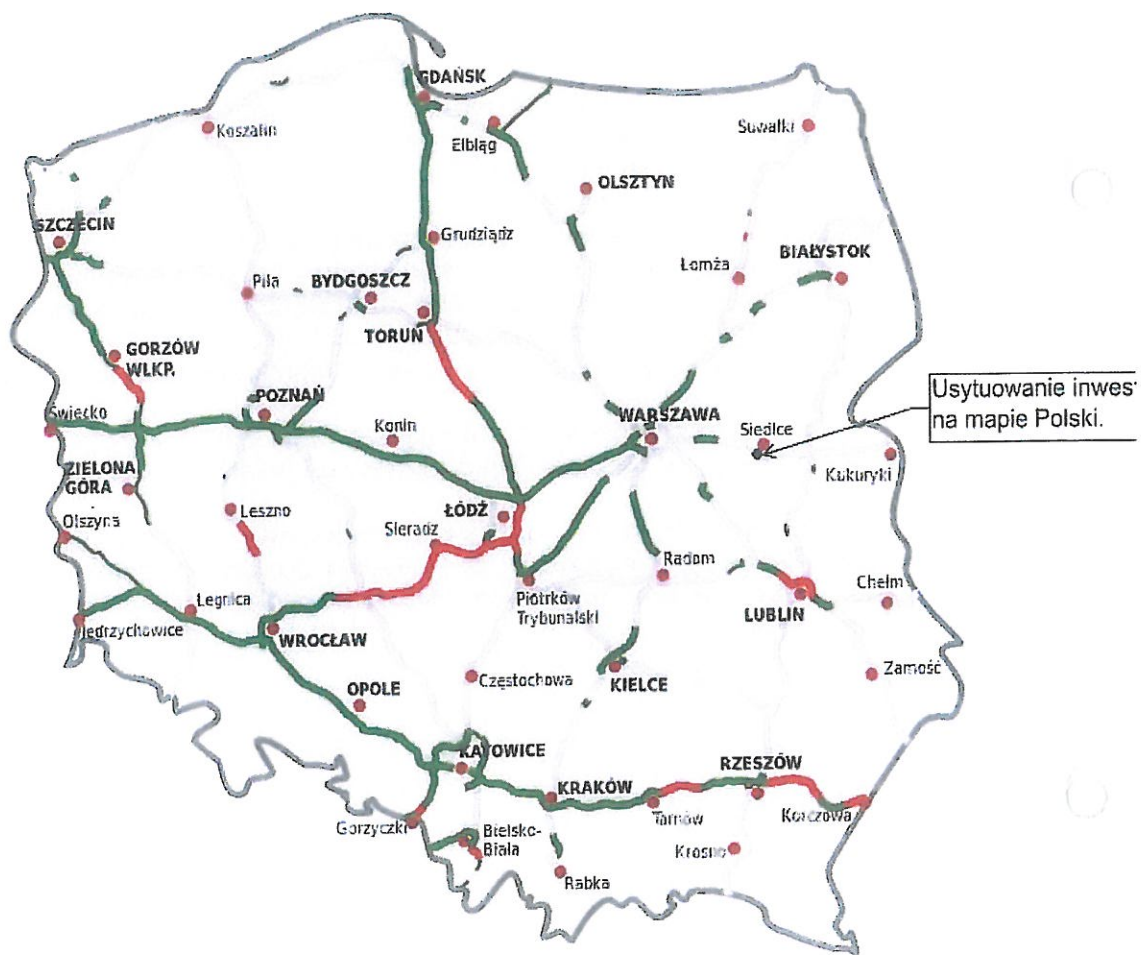 GDAŃSK
Koszalin
Elbląg
Suwałki
OLSZTYN
SZCZECIN
Grudziądz
BIAŁYSTOK
Łomża
Piła
BYDGOSZCZ
TORUŃ
GORZÓW
WLKP.
POZNAŃ
Usytuowanie inwes
na mapie Polski.
Świecko
Konin
WARSZAWA
Siedlce
Kukuryki
ZIELONA
GÓRA
Leszno
ŁÓDŹ
Olszyna
Sieradz
Radom
Piotrków
Trybunalski
Chełm
LUBLIN
Legnica
Jędrzychowice
WROCŁAW
Zamość
Częstochowa
KIELCE
OPOLE
KATOWICE
RZESZÓW
KRAKÓW
Tarnów
Korczowa
Gorzyczki
Bielsko-
Biała
Krosno
Rabka